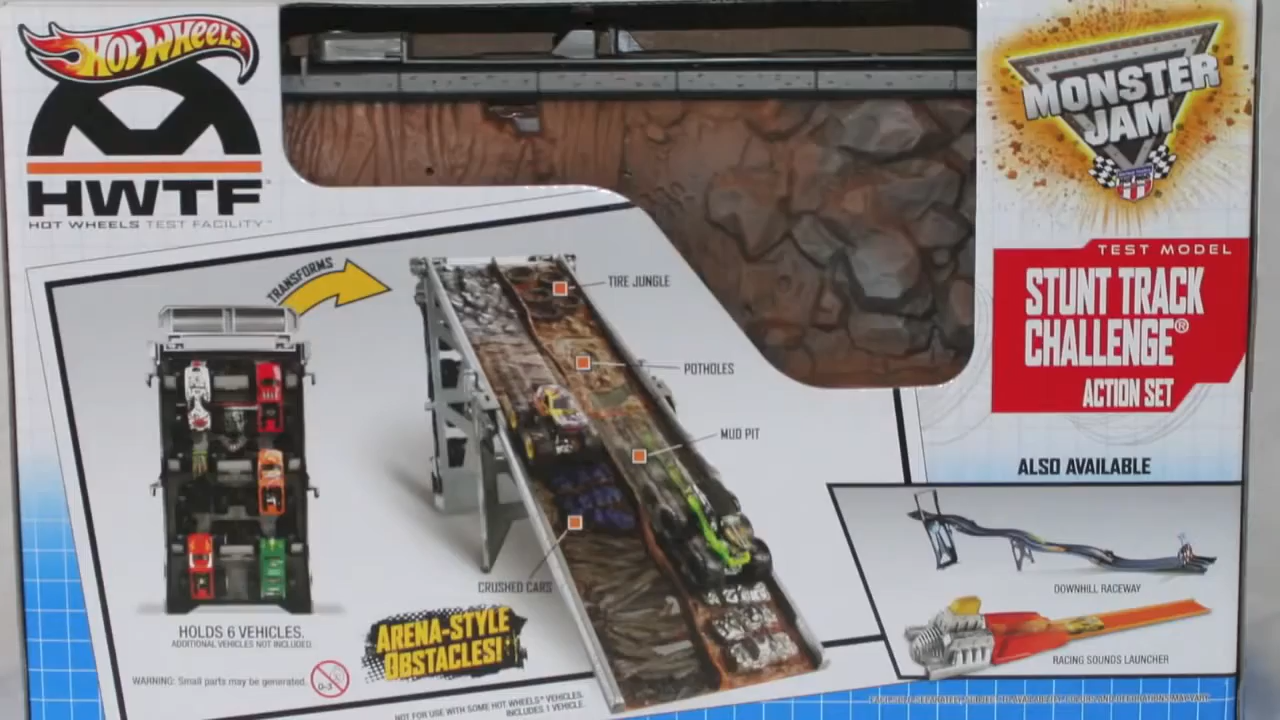 HOT WHEELS
HWTF
HOT WHEELS TEST FACILITY™
MONSTER
JAM
TEST MODEL
STUNT TRACK
CHALLENGE®
ACTION SET
TRANSFORMS
TIRE JUNGLE
POTHOLES
MUD PIT
CRUSHED CARS
HOLDS 6 VEHICLES.
ADDITIONAL VEHICLES NOT INCLUDED.
ARENA-STYLE
OBSTACLES!
WARNING: Small parts may be generated.
0-3
NOT FOR USE WITH SOME HOT WHEELS® VEHICLES.
INCLUDES 1 VEHICLE.
ALSO AVAILABLE
DOWNHILL RACEWAY
RACING SOUNDS LAUNCHER